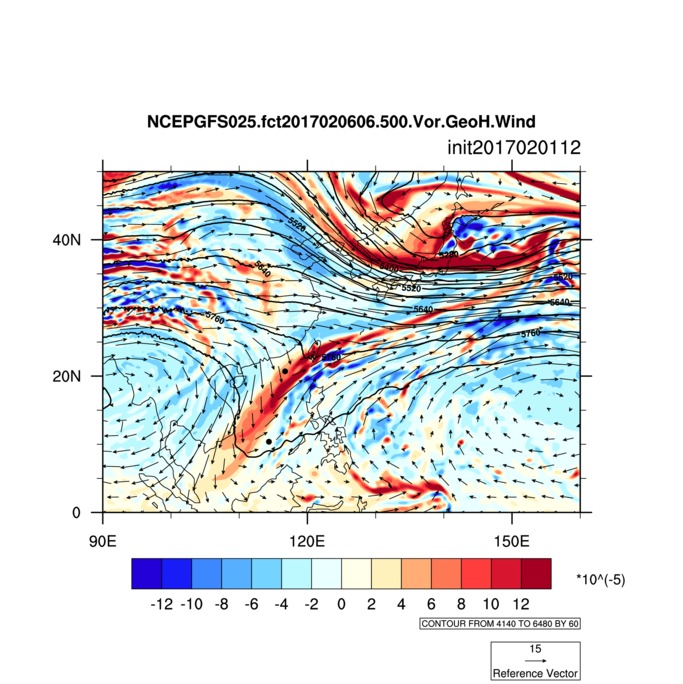 NCEPGFS025.fct2017020606.500.Vor.GeoH.Wind
init2017020112
40N
20N
0
5520
5640
5760
5400
5280
5520
5640
5520
5640
5760
5760
90E
120E
150E
-12 -10 -8 -6 -4 -2 0 2 4 6 8 10 12
*10^(-5)
CONTOUR FROM 4140 TO 6480 BY 60
15
Reference Vector